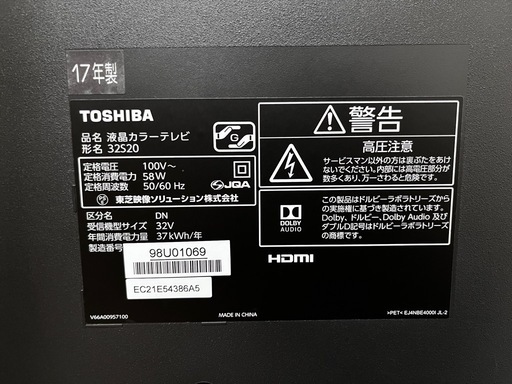 17年製
TOSHIBA
品名 液晶カラーテレビ
形名 32S20
定格電圧 100V～
定格消費電力 58W
定格周波数 50/60 Hz
JQA
東芝映像ソリューション株式会社
区分名 DN
受信機型サイズ 32V
年間消費電力量 37kWh/年
製造番号
98U01069
EC21E54386A5
V66A00957100
MADE IN CHINA
警告
高圧注意
サービスマン以外の方は裏ぶたをあけ
ないでください。内部には高電圧部分が
数多くあり、万一さわると危険です。
DOLBY
AUDIO
この製品はドルビーラボラトリーズから
の実施権に基づき製造されています。
Dolby、ドルビー、Dolby Audio 及び
ダブルD記号はドルビーラボラトリーズ
の商標です。
HDMI
>PET< EJ4NBE4000I JL-2